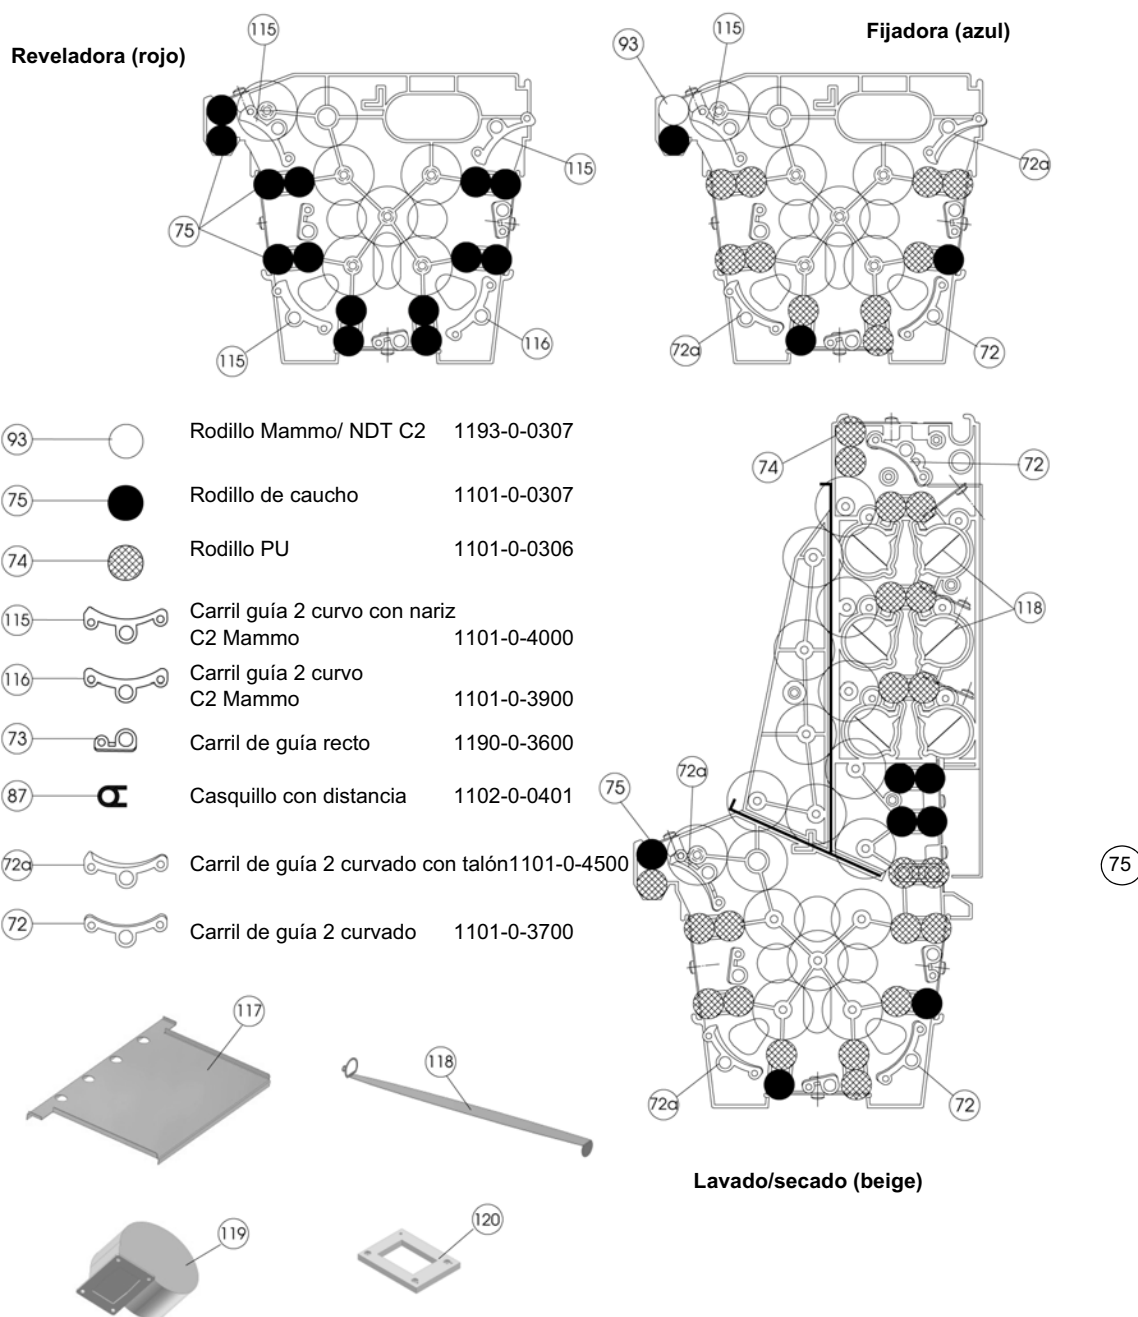 Reveladora (rojo)
Fijadora (azul)
115
115
75
115
116
93
115
72a
72a
72
93 Rodillo Mammo/ NDT C2 1193-0-0307
75 Rodillo de caucho 1101-0-0307
74 Rodillo PU 1101-0-0306
115 Carril guía 2 curvo con nariz
C2 Mammo 1101-0-4000
116 Carril guía 2 curvo
C2 Mammo 1101-0-3900
73 Carril de guía recto 1190-0-3600
87 Casquillo con distancia 1102-0-0401
72a Carril de guía 2 curvado con talón1101-0-4500
72 Carril de guía 2 curvado 1101-0-3700
74
72
118
75
72a
75
72a
72
Lavado/secado (beige)
117
118
119
120